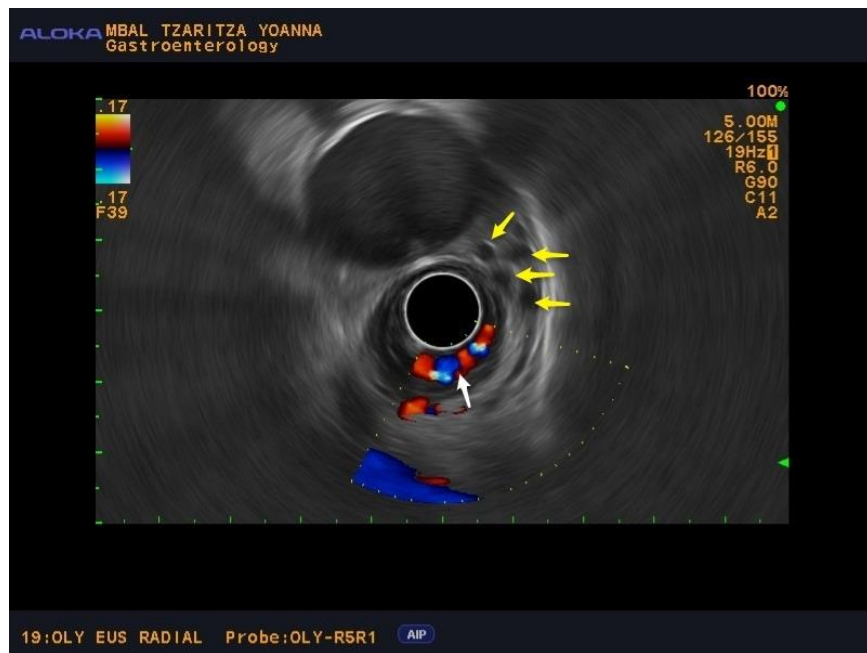 ALOKA MBAL TZARITZA YOANNA
Gastroenterology
100%
.17
.17
F39
5.00M
126/155
19Hz1
R6.0
G90
C11
A2
19:OLY EUS RADIAL Probe:OLY-R5R1 AIP